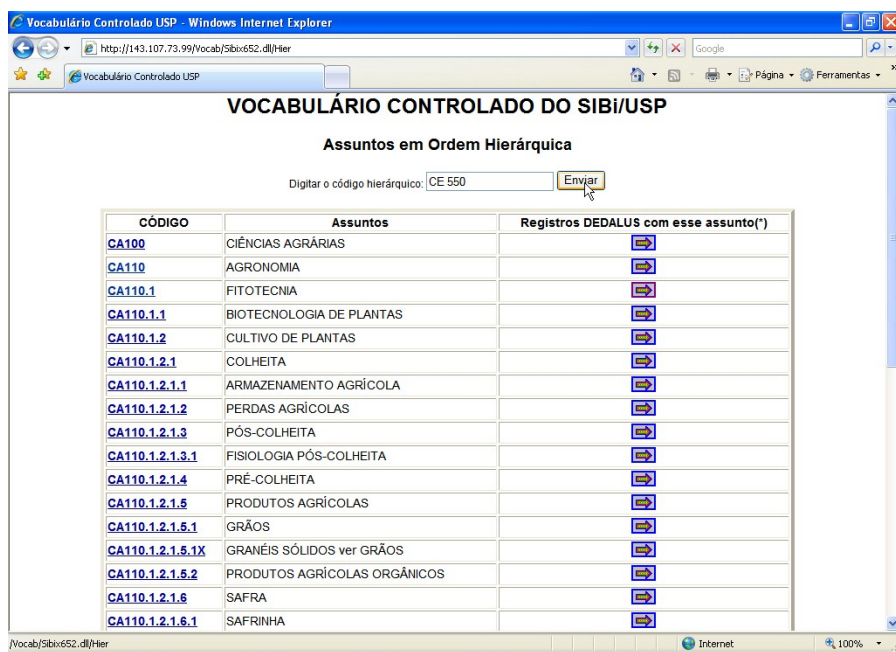 Vocabulário Controlado USP - Windows Internet Explorer
http://143.107.73.99/Vocab/Sibix652.dll/Hier
Google
Vocabulário Controlado USP
Página
Ferramentas
VOCABULÁRIO CONTROLADO DO SIBi/USP
Assuntos em Ordem Hierárquica
Digitar o código hierárquico: CE 550 Enviar
CÓDIGO Assuntos Registros DEDALUS com esse assunto(*)
CA100 CIÊNCIAS AGRÁRIAS
CA110 AGRONOMIA
CA110.1 FITOTECNIA
CA110.1.1 BIOTECNOLOGIA DE PLANTAS
CA110.1.2 CULTIVO DE PLANTAS
CA110.1.2.1 COLHEITA
CA110.1.2.1.1 ARMAZENAMENTO AGRÍCOLA
CA110.1.2.1.2 PERDAS AGRÍCOLAS
CA110.1.2.1.3 PÓS-COLHEITA
CA110.1.2.1.3.1 FISIOLOGIA PÓS-COLHEITA
CA110.1.2.1.4 PRÉ-COLHEITA
CA110.1.2.1.5 PRODUTOS AGRÍCOLAS
CA110.1.2.1.5.1 GRÃOS
CA110.1.2.1.5.1X GRANÉIS SÓLIDOS ver GRÃOS
CA110.1.2.1.5.2 PRODUTOS AGRÍCOLAS ORGÂNICOS
CA110.1.2.1.6 SAFRA
CA110.1.2.1.6.1 SAFRINHA
/Vocab/Sibix652.dll/Hier
Internet
100%